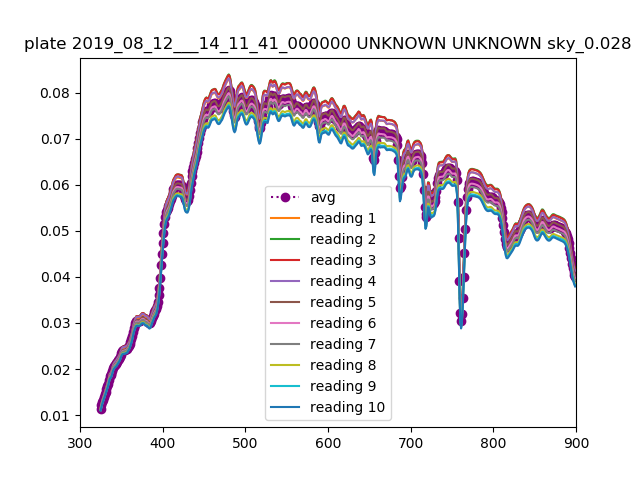 plate 2019_08_12___14_11_41_000000 UNKNOWN UNKNOWN sky_0.028
0.08
0.07
0.06
0.05
0.04
0.03
0.02
0.01
avg
reading 1
reading 2
reading 3
reading 4
reading 5
reading 6
reading 7
reading 8
reading 9
reading 10
300 400 500 600 700 800 900